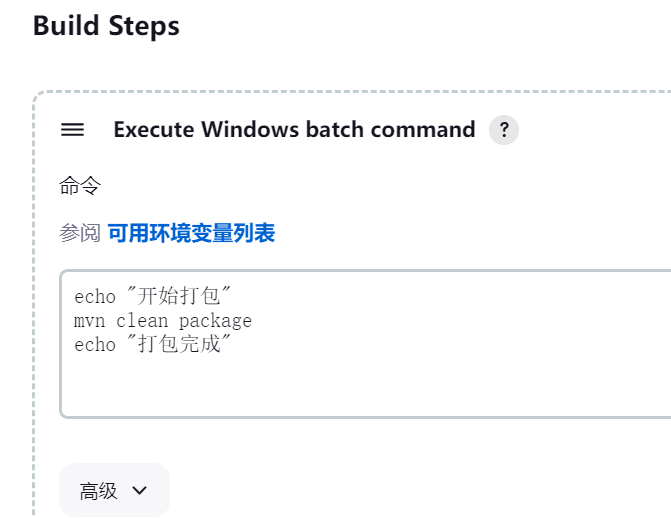 Build Steps
Execute Windows batch command ?
命令
参阅 可用环境变量列表
echo "开始打包"
mvn clean package
echo "打包完成"
高级